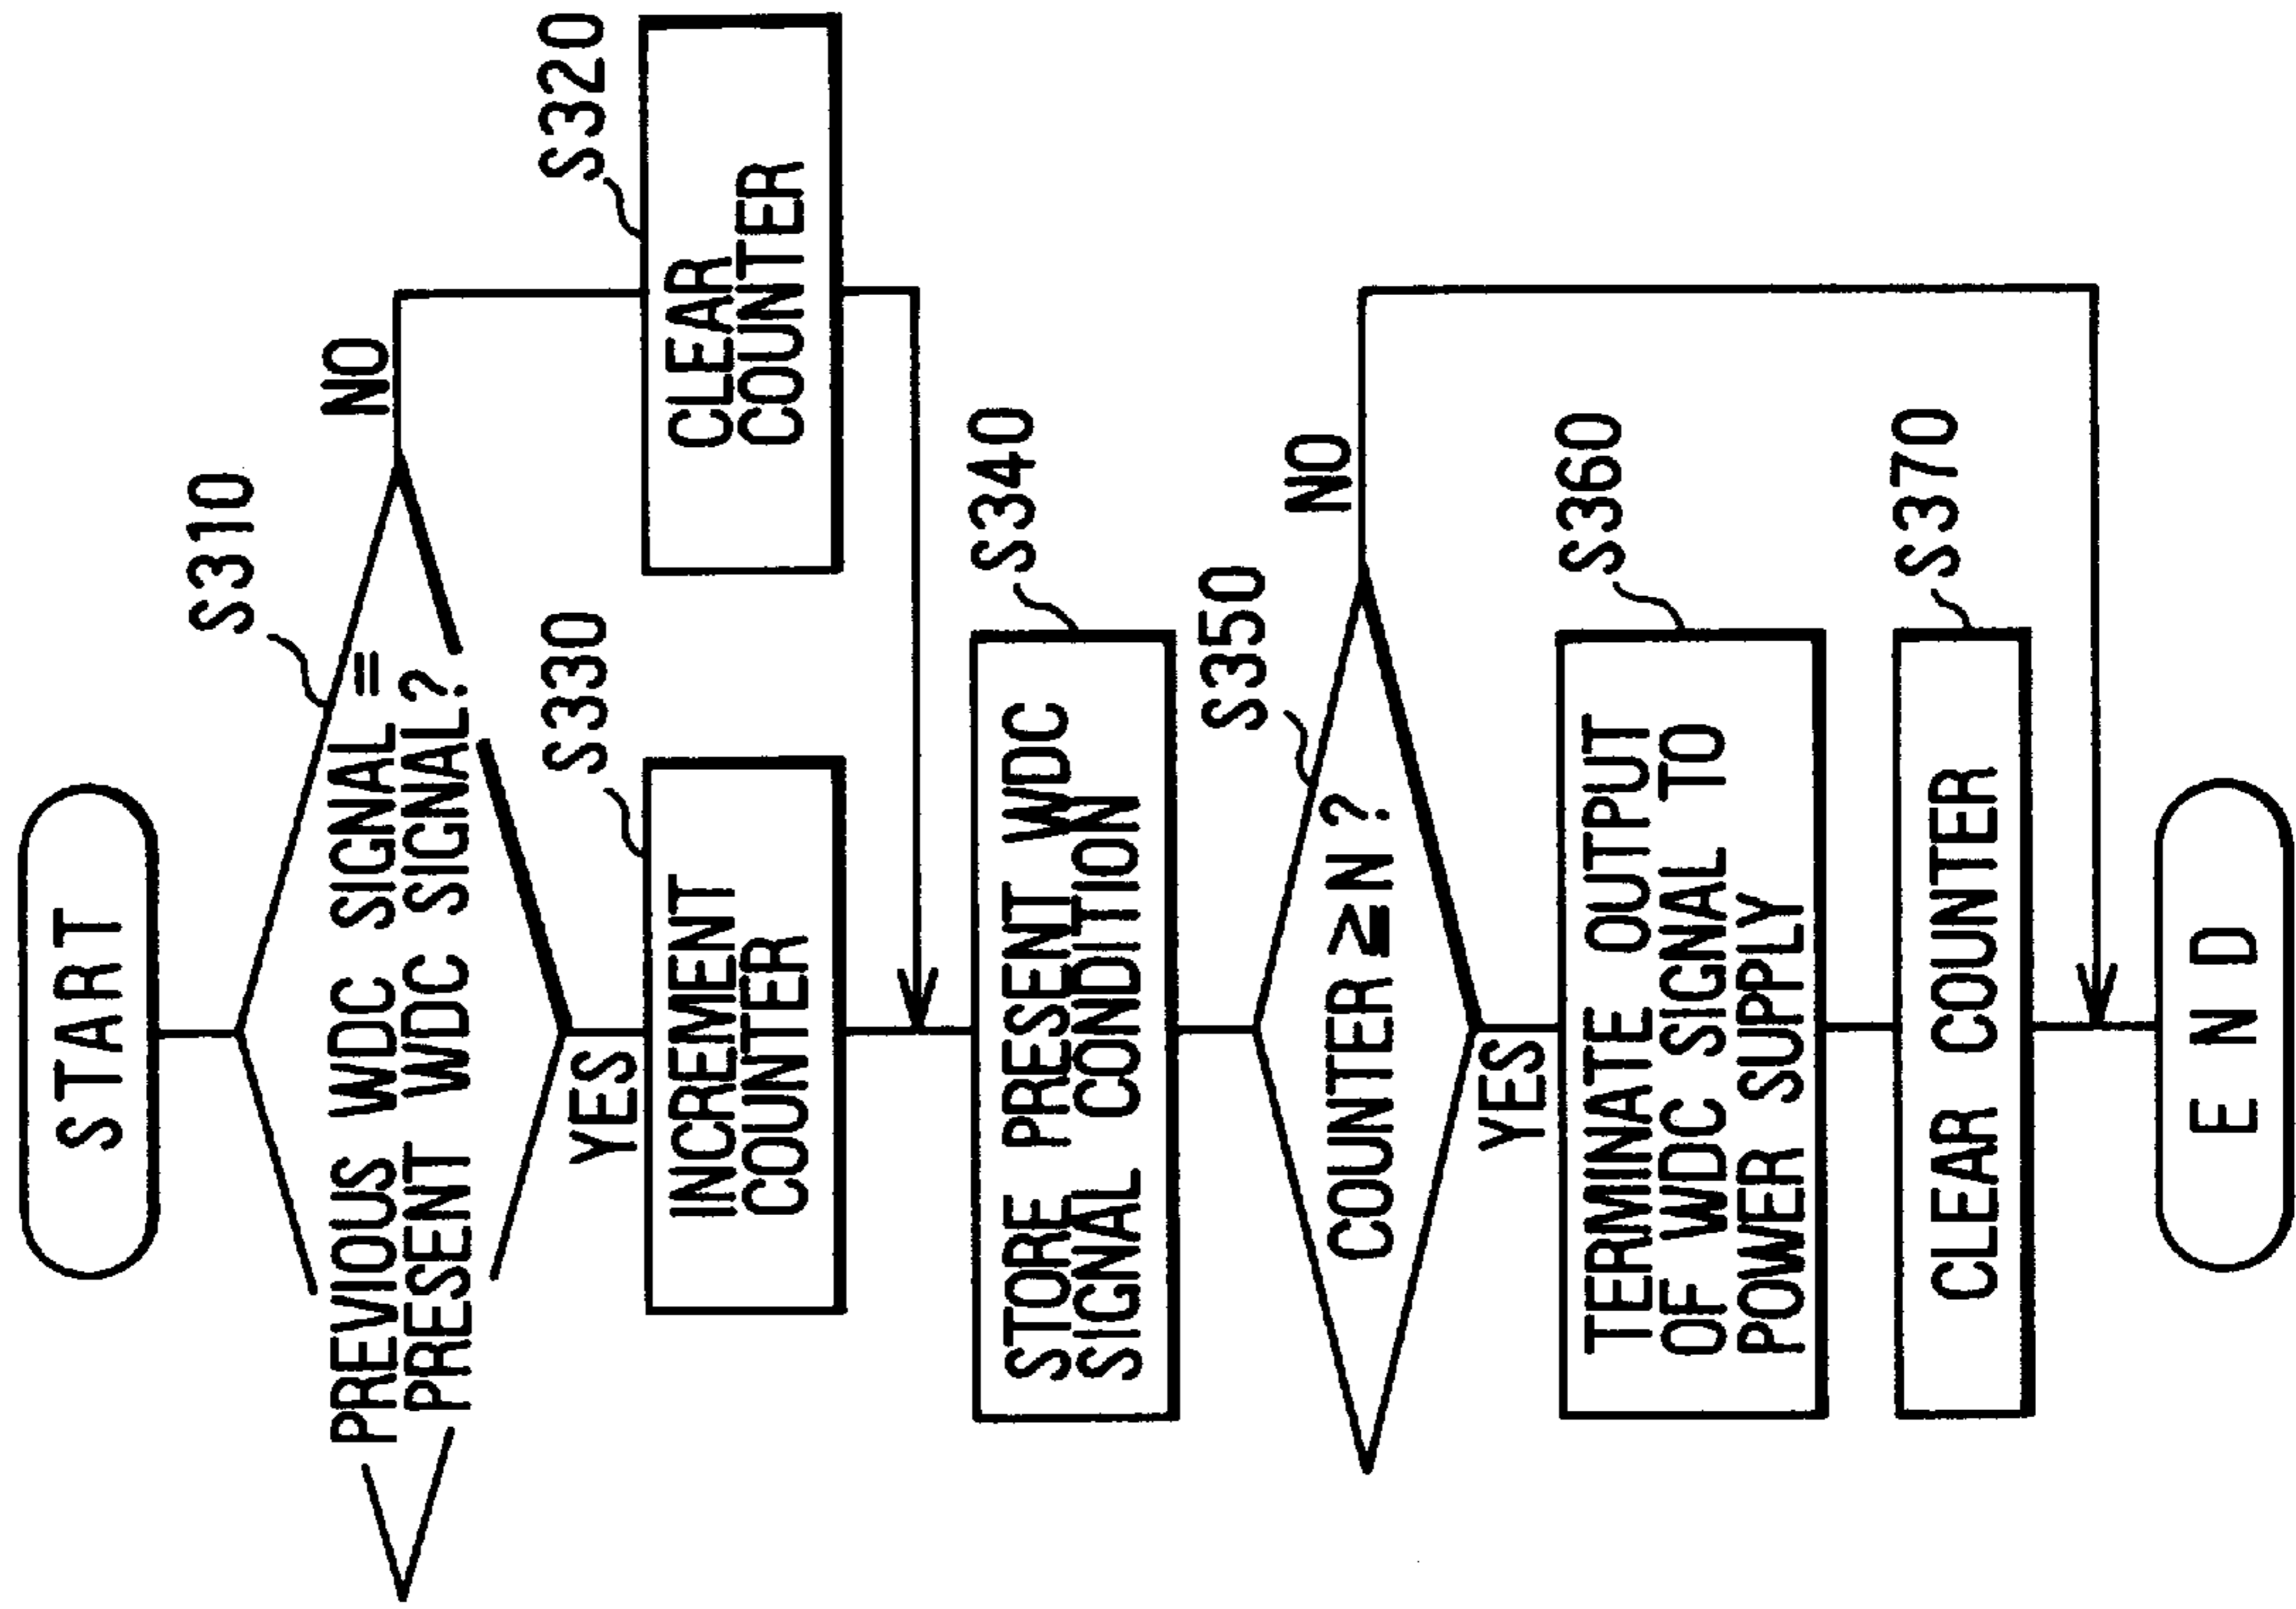 START
S310
PREVIOUS WDC SIGNAL =
PRESENT WDC SIGNAL?
NO
YES
S330
INCREMENT
COUNTER
S320
CLEAR
COUNTER
S340
STORE PRESENT WDC
SIGNAL CONDITION
S350
COUNTER ≥ N ?
NO
YES
S360
TERMINATE OUTPUT
OF WDC SIGNAL TO
POWER SUPPLY
S370
CLEAR COUNTER
END